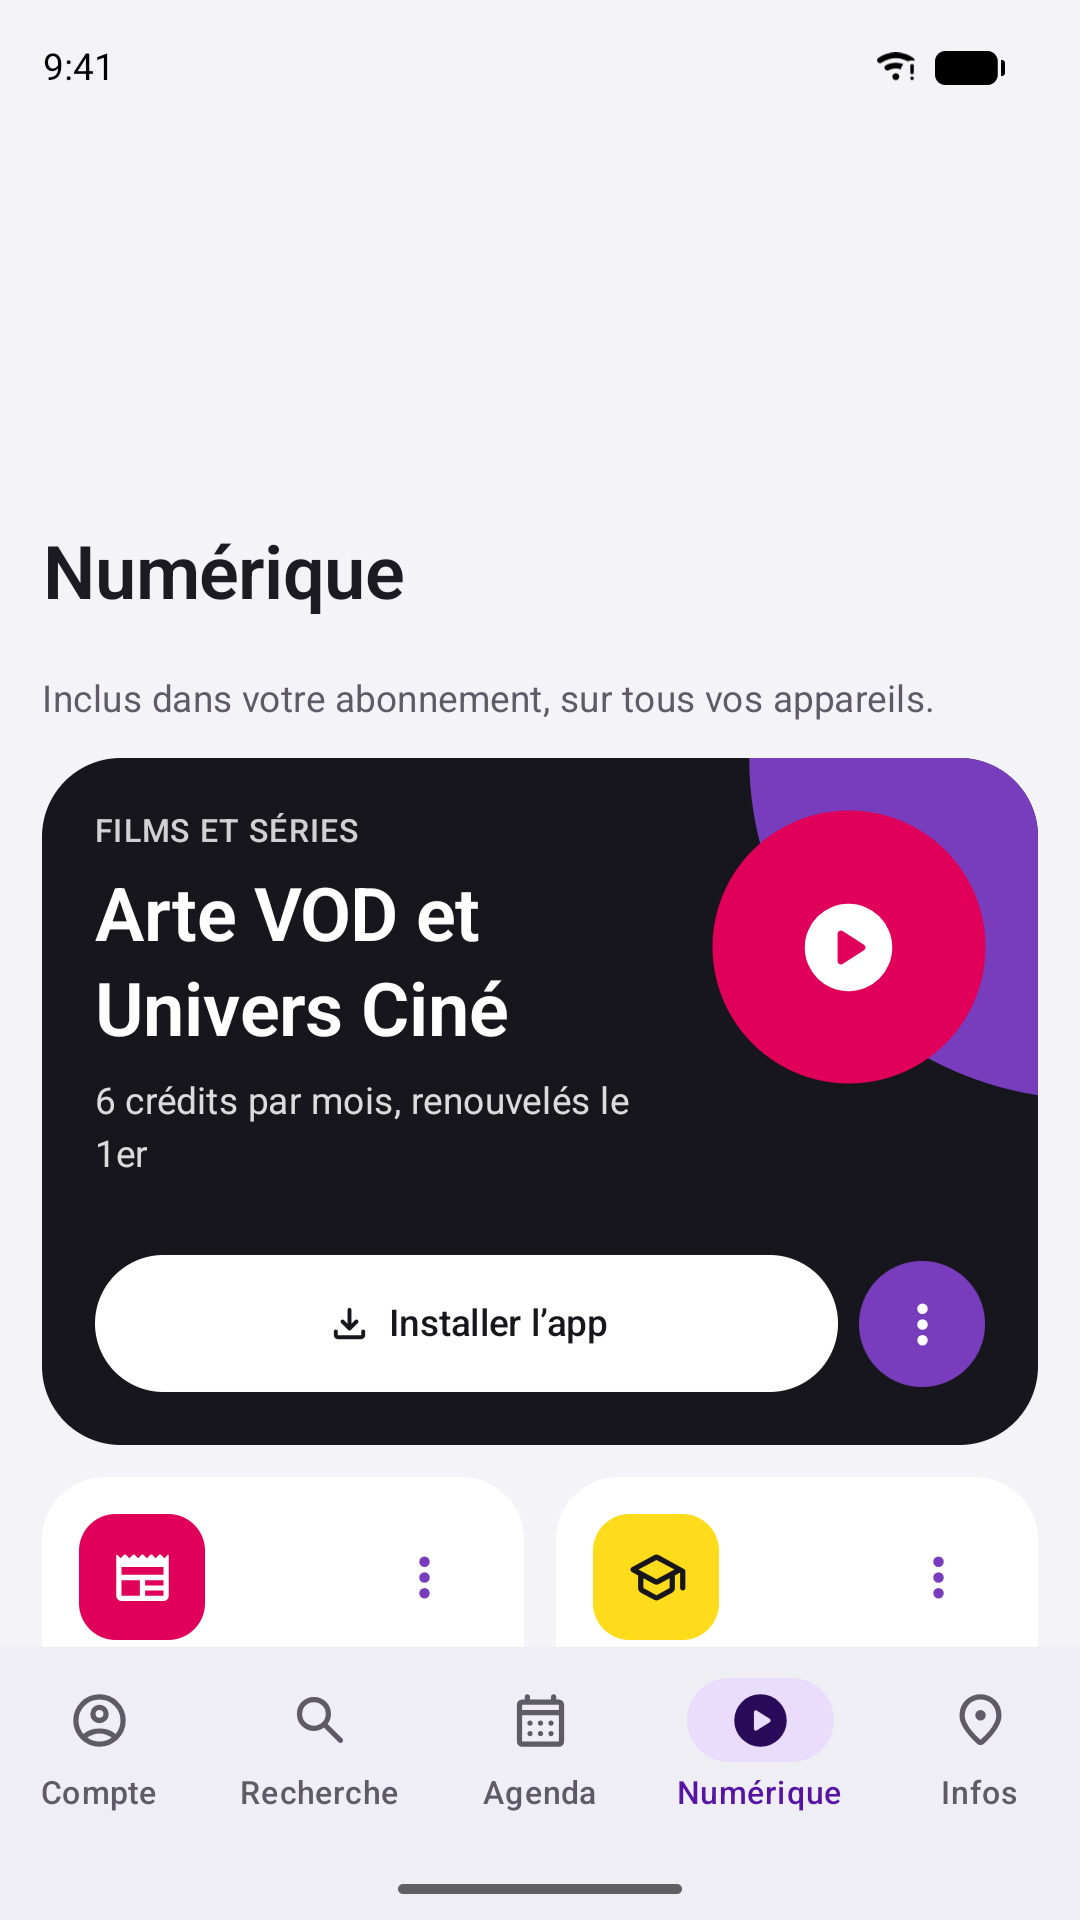 9:41
Numérique
Inclus dans votre abonnement, sur tous vos appareils.
FILMS ET SÉRIES
Arte VOD et
Univers Ciné
6 crédits par mois, renouvelés le
1er
Installer l’app
Compte
Recherche
Agenda
Numérique
Infos